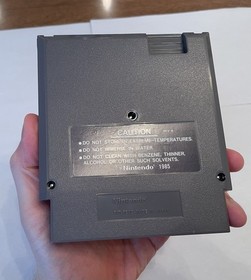 CAUTION
•DO NOT STORE IN EXTREME TEMPERATURES.
•DO NOT IMMERSE IN WATER.
•DO NOT CLEAN WITH BENZENE, THINNER,
ALCOHOL OR OTHER SUCH SOLVENTS.
Nintendo 1985